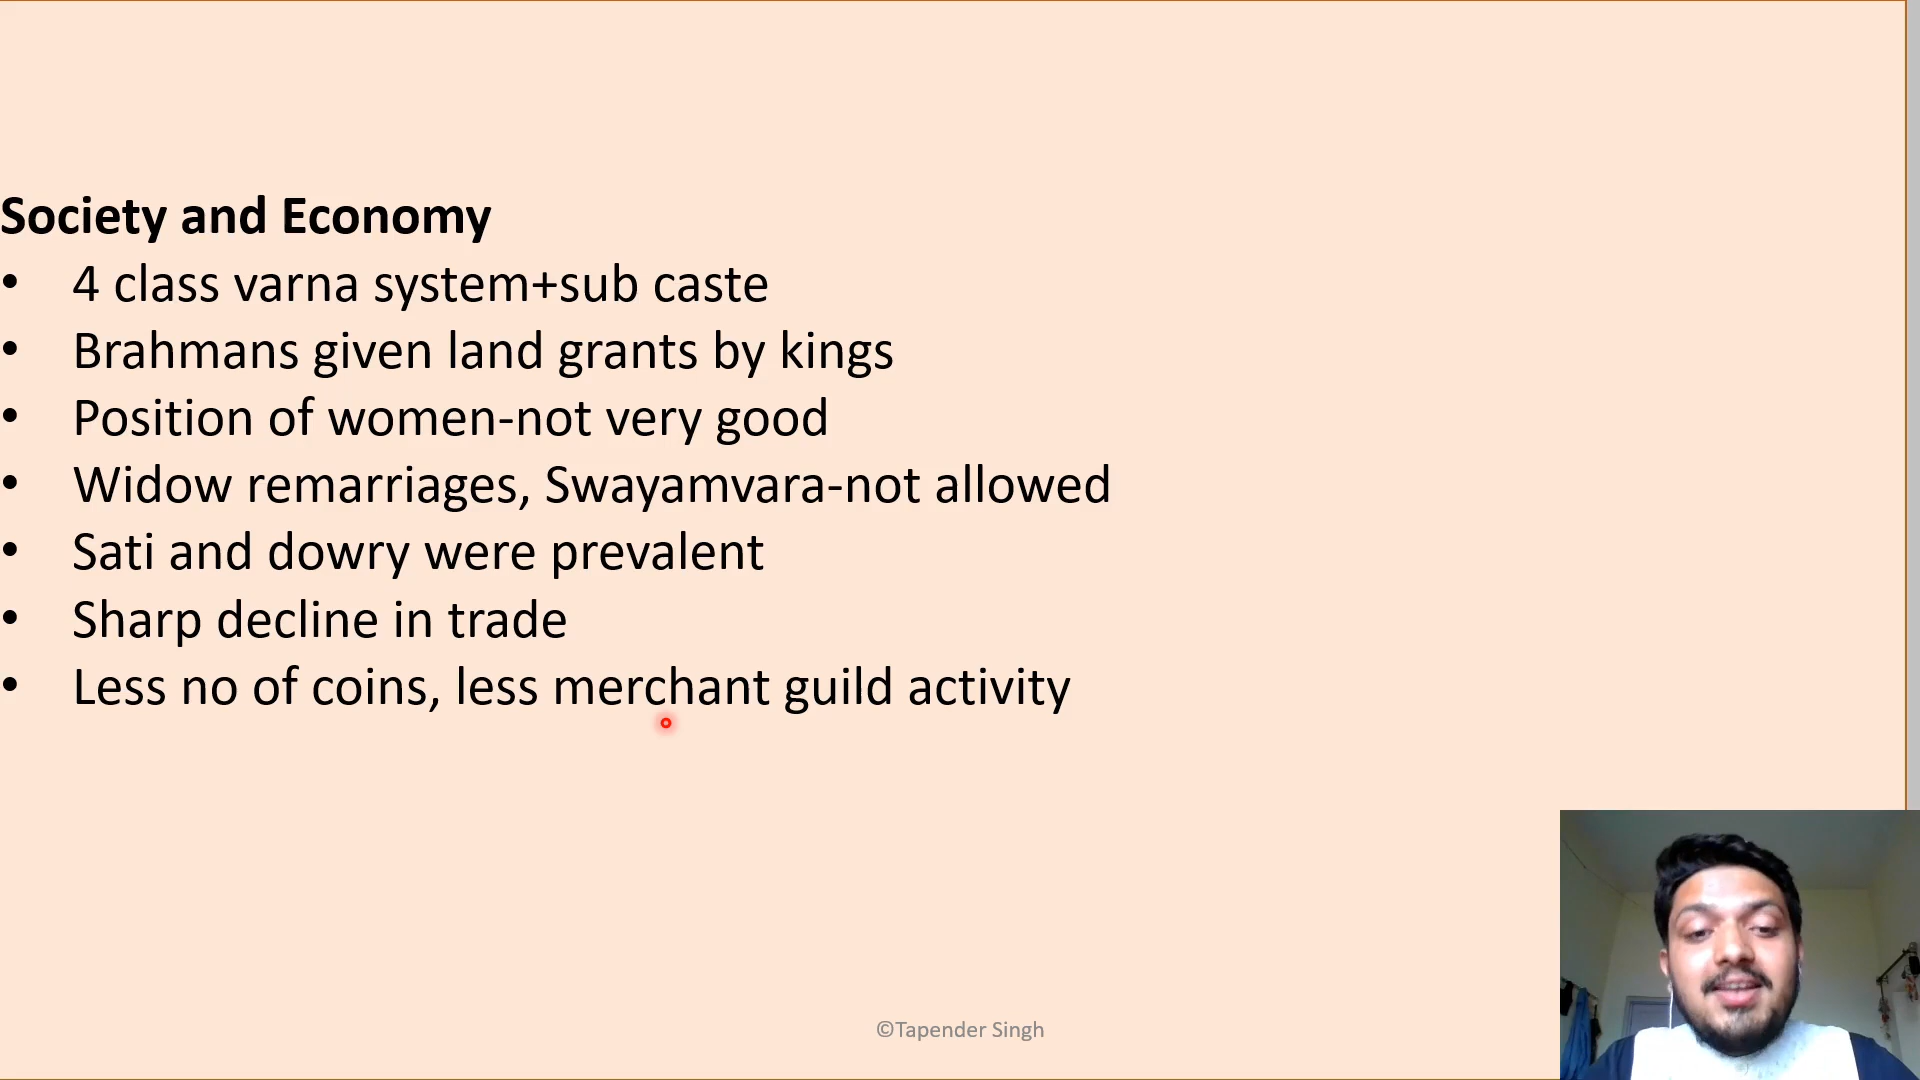 Society and Economy
• 4 class varna system+sub caste
• Brahmans given land grants by kings
• Position of women-not very good
• Widow remarriages, Swayamvara-not allowed
• Sati and dowry were prevalent
• Sharp decline in trade
• Less no of coins, less merchant guild activity
©Tapender Singh